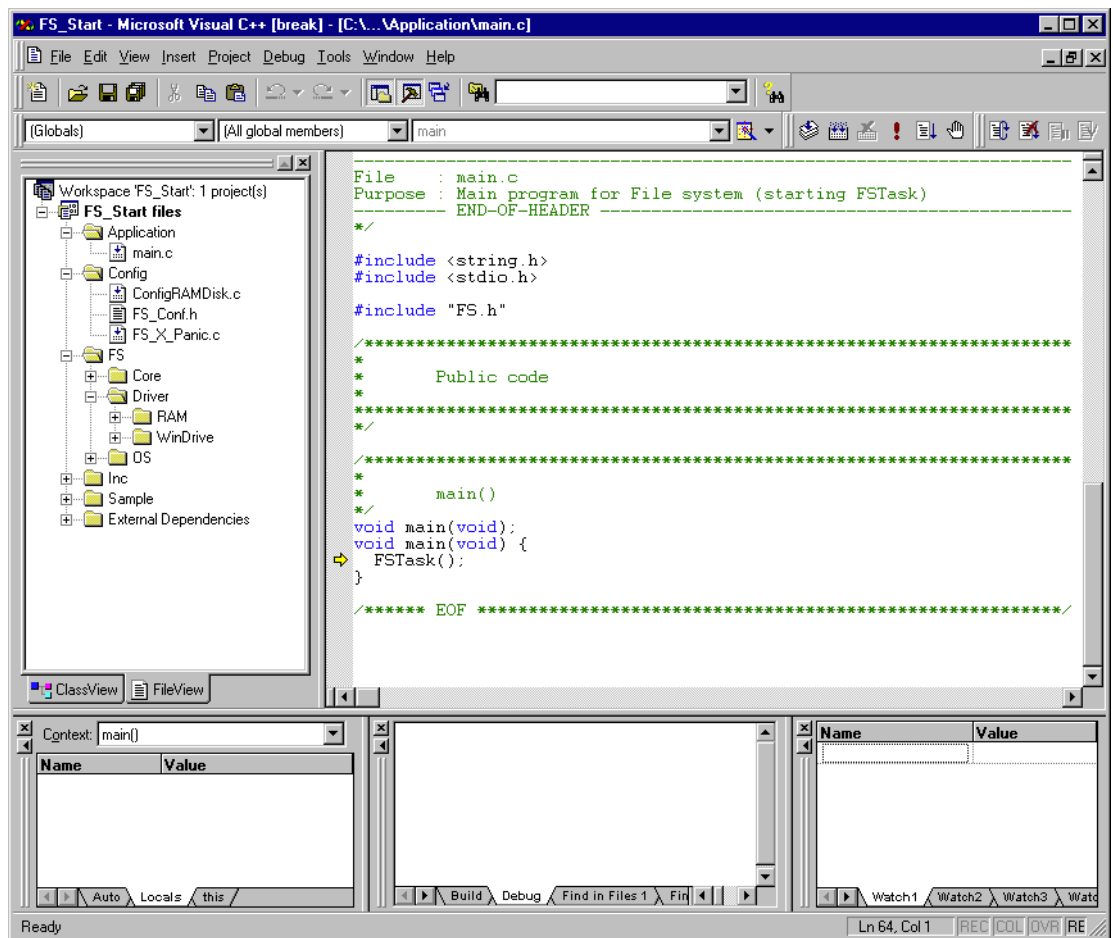 FS_Start - Microsoft Visual C++ [break] - [C:\...\Application\main.c]
File Edit View Insert Project Debug Tools Window Help
(Globals) (All global members) main
Workspace 'FS_Start': 1 project(s)
FS_Start files
Application
main.c
Config
ConfigRAMDisk.c
FS_Conf.h
FS_X_Panic.c
FS
Core
Driver
RAM
WinDrive
OS
Inc
Sample
External Dependencies
ClassView FileView
----------------------------------------------------------------------
File    : main.c
Purpose : Main program for File system (starting FSTask)
--------- END-OF-HEADER ----------------------------------------------
*/
#include <string.h>
#include <stdio.h>
#include "FS.h"
/*********************************************************************
*
*       Public code
*
**********************************************************************
*/
/*********************************************************************
*
*       main()
*/
void main(void);
void main(void) {
  FSTask();
}
/****** EOF *********************************************************/
Context: main()
Name Value
Auto Locals this
Build Debug Find in Files 1 Fin
Name Value
Watch1 Watch2 Watch3 Watc
Ready
Ln 64, Col 1 REC COL OVR RE